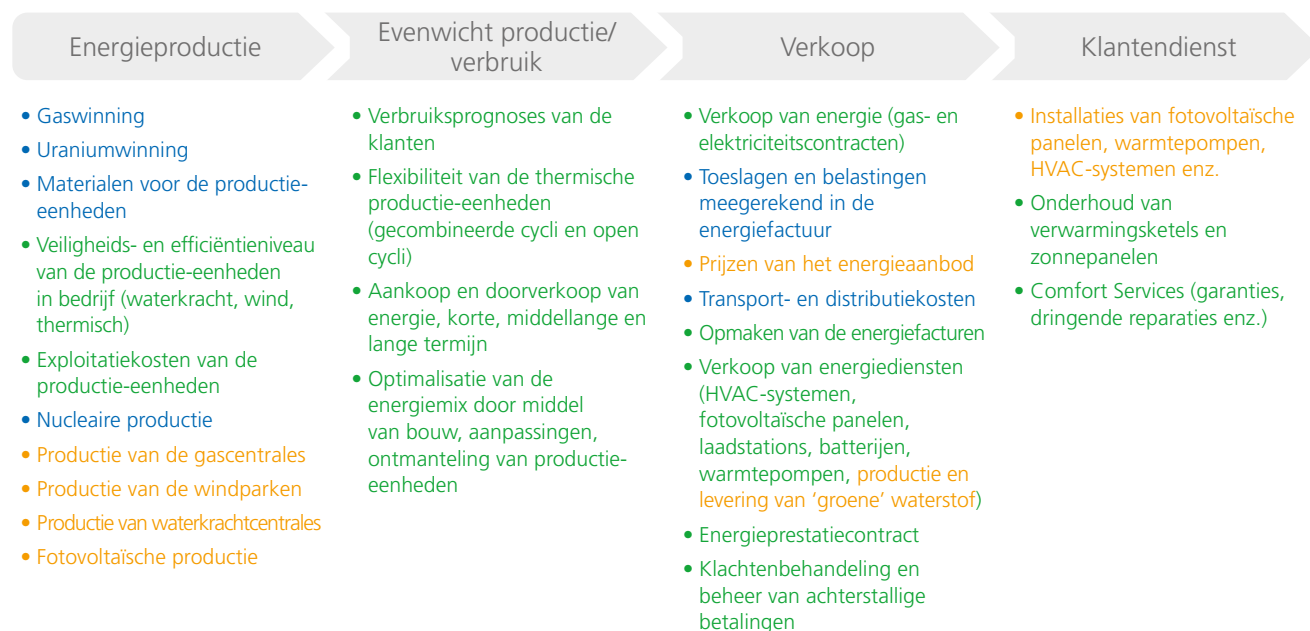 Energieproductie
Evenwicht productie/
verbruik
Verkoop
Klantendienst
• Gaswinning
• Uraniumwinning
• Materialen voor de productie-
eenheden
• Veiligheids- en efficiëntieniveau
van de productie-eenheden
in bedrijf (waterkracht, wind,
thermisch)
• Exploitatiekosten van de
productie-eenheden
• Nucleaire productie
• Productie van de gascentrales
• Productie van de windparken
• Productie van waterkrachtcentrales
• Fotovoltaïsche productie
• Verbruiksprognoses van de
klanten
• Flexibiliteit van de thermische
productie-eenheden
(gecombineerde cycli en open
cycli)
• Aankoop en doorverkoop van
energie, korte, middellange en
lange termijn
• Optimalisatie van de
energiemix door middel
van bouw, aanpassingen,
ontmanteling van productie-
eenheden
• Verkoop van energie (gas- en
elektriciteitscontracten)
• Toeslagen en belastingen
meegerekend in de
energiefactuur
• Prijzen van het energieaanbod
• Transport- en distributiekosten
• Opmaken van de energiefacturen
• Verkoop van energiediensten
(HVAC-systemen,
fotovoltaïsche panelen,
laadstations, batterijen,
warmtepompen, productie en
levering van ‘groene’ waterstof)
• Energieprestatiecontract
• Klachtenbehandeling en
beheer van achterstallige
betalingen
• Installaties van fotovoltaïsche
panelen, warmtepompen,
HVAC-systemen enz.
• Onderhoud van
verwarmingsketels en
zonnepanelen
• Comfort Services (garanties,
dringende reparaties enz.)